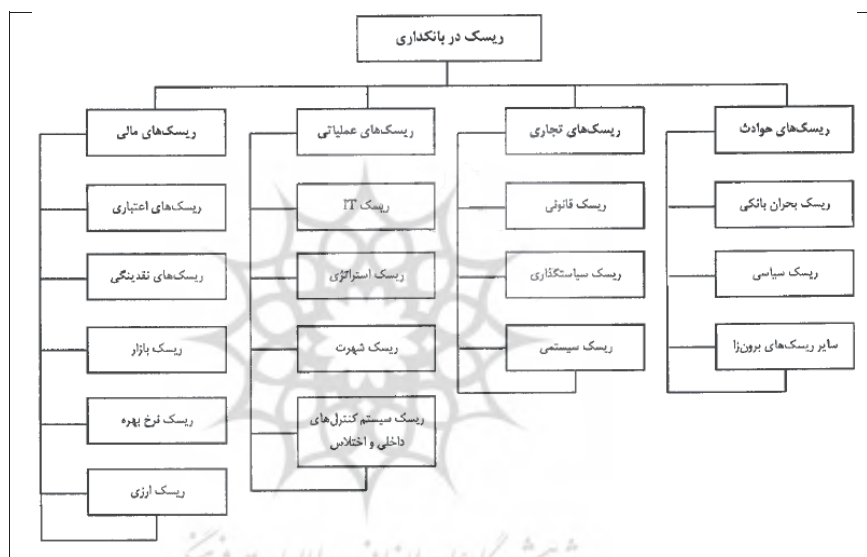 ریسک در بانکداری
ریسک‌های حوادث
ریسک بحران بانکی
ریسک سیاسی
سایر ریسک‌های برون‌زا
ریسک‌های تجاری
ریسک قانونی
ریسک سیاستگذاری
ریسک سیستمی
ریسک‌های عملیاتی
ریسک IT
ریسک استراتژی
ریسک شهرت
ریسک سیستم کنترل‌های
داخلی و اختلاس
ریسک‌های مالی
ریسک‌های اعتباری
ریسک‌های نقدینگی
ریسک بازار
ریسک نرخ بهره
ریسک ارزی